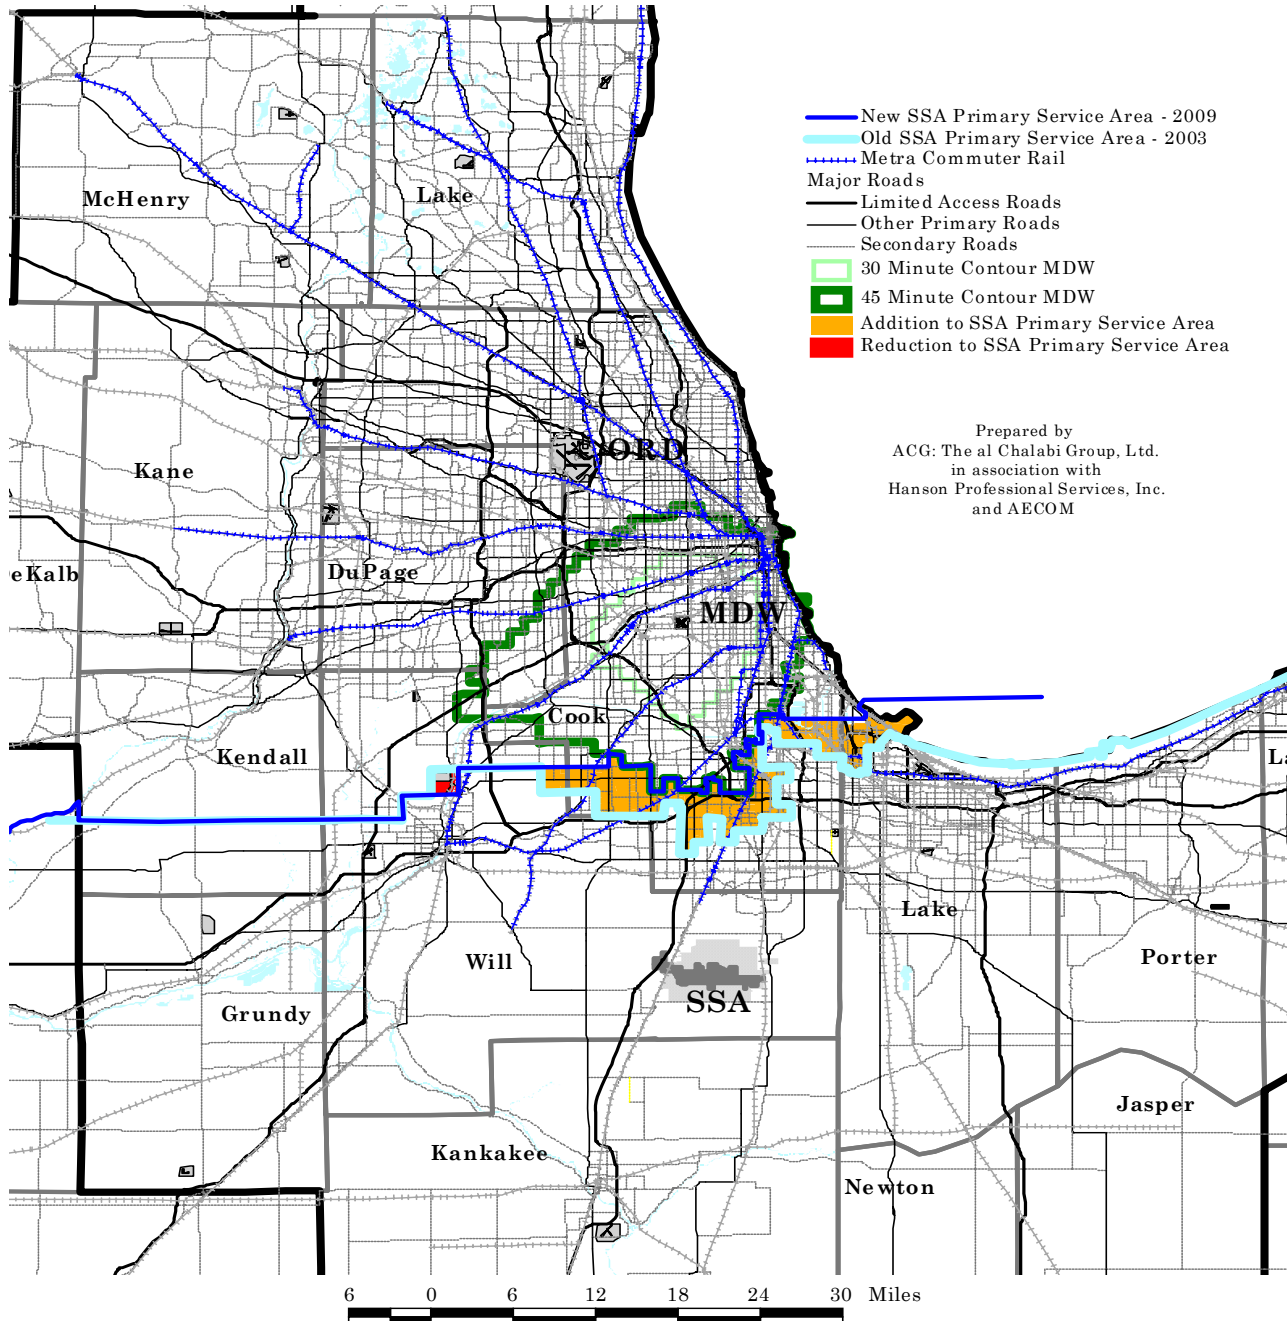 New SSA Primary Service Area - 2009
Old SSA Primary Service Area - 2003
Metra Commuter Rail
Major Roads
Limited Access Roads
Other Primary Roads
Secondary Roads
30 Minute Contour MDW
45 Minute Contour MDW
Addition to SSA Primary Service Area
Reduction to SSA Primary Service Area
Prepared by
ACG: The al Chalabi Group, Ltd.
in association with
Hanson Professional Services, Inc.
and AECOM
McHenry
Lake
ORD
Kane
eKalb
DuPage
MDW
Cook
Kendall
La
Lake
Will
Porter
SSA
Grundy
Jasper
Kankakee
Newton
6 0 6 12 18 24 30 Miles